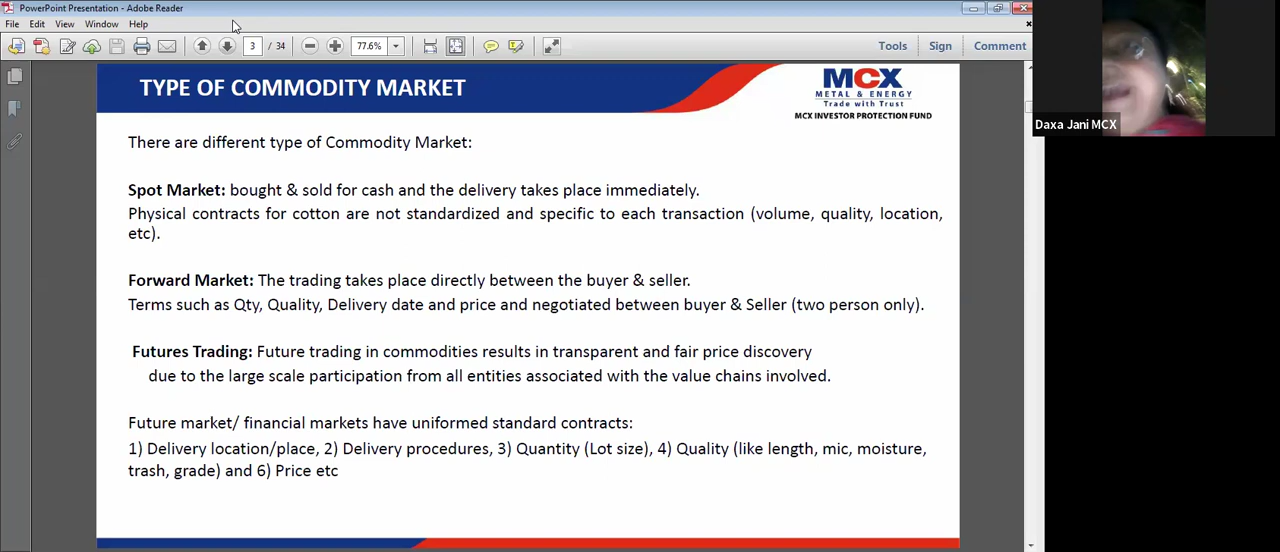 PowerPoint Presentation - Adobe Reader
File Edit View Window Help
3 / 34 77.6% Tools Sign Comment
TYPE OF COMMODITY MARKET
MCX
METAL & ENERGY
Trade with Trust
MCX INVESTOR PROTECTION FUND
Daxa Jani MCX
There are different type of Commodity Market:
Spot Market: bought & sold for cash and the delivery takes place immediately.
Physical contracts for cotton are not standardized and specific to each transaction (volume, quality, location,
etc).
Forward Market: The trading takes place directly between the buyer & seller.
Terms such as Qty, Quality, Delivery date and price and negotiated between buyer & Seller (two person only).
Futures Trading: Future trading in commodities results in transparent and fair price discovery
due to the large scale participation from all entities associated with the value chains involved.
Future market/ financial markets have uniformed standard contracts:
1) Delivery location/place, 2) Delivery procedures, 3) Quantity (Lot size), 4) Quality (like length, mic, moisture,
trash, grade) and 6) Price etc